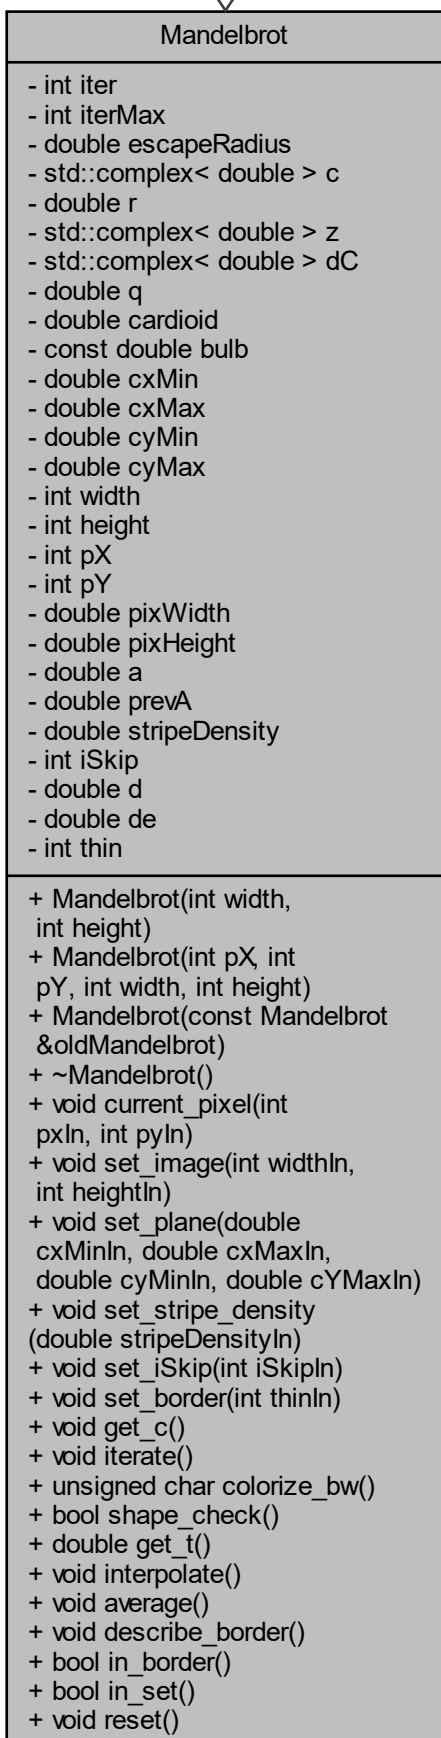 Mandelbrot
- int iter
- int iterMax
- double escapeRadius
- std::complex< double > c
- double r
- std::complex< double > z
- std::complex< double > dC
- double q
- double cardioid
- const double bulb
- double cxMin
- double cxMax
- double cyMin
- double cyMax
- int width
- int height
- int pX
- int pY
- double pixWidth
- double pixHeight
- double a
- double prevA
- double stripeDensity
- int iSkip
- double d
- double de
- int thin
+ Mandelbrot(int width,
int height)
+ Mandelbrot(int pX, int
pY, int width, int height)
+ Mandelbrot(const Mandelbrot
&oldMandelbrot)
+ ~Mandelbrot()
+ void current_pixel(int
pxIn, int pyIn)
+ void set_image(int widthIn,
int heightIn)
+ void set_plane(double
cxMinIn, double cxMaxIn,
double cyMinIn, double cYMaxIn)
+ void set_stripe_density
(double stripeDensityIn)
+ void set_iSkip(int iSkipIn)
+ void set_border(int thinIn)
+ void get_c()
+ void iterate()
+ unsigned char colorize_bw()
+ bool shape_check()
+ double get_t()
+ void interpolate()
+ void average()
+ void describe_border()
+ bool in_border()
+ bool in_set()
+ void reset()